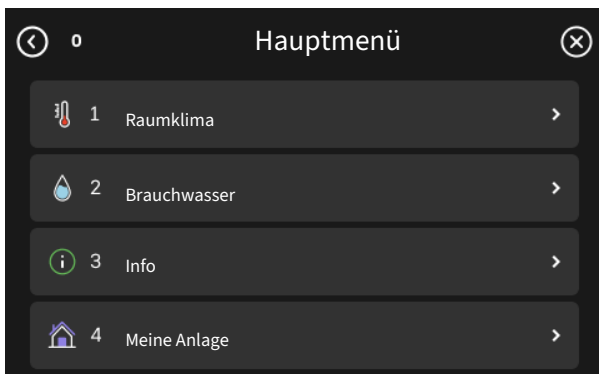 0 Hauptmenü
1 Raumklima
2 Brauchwasser
3 Info
4 Meine Anlage